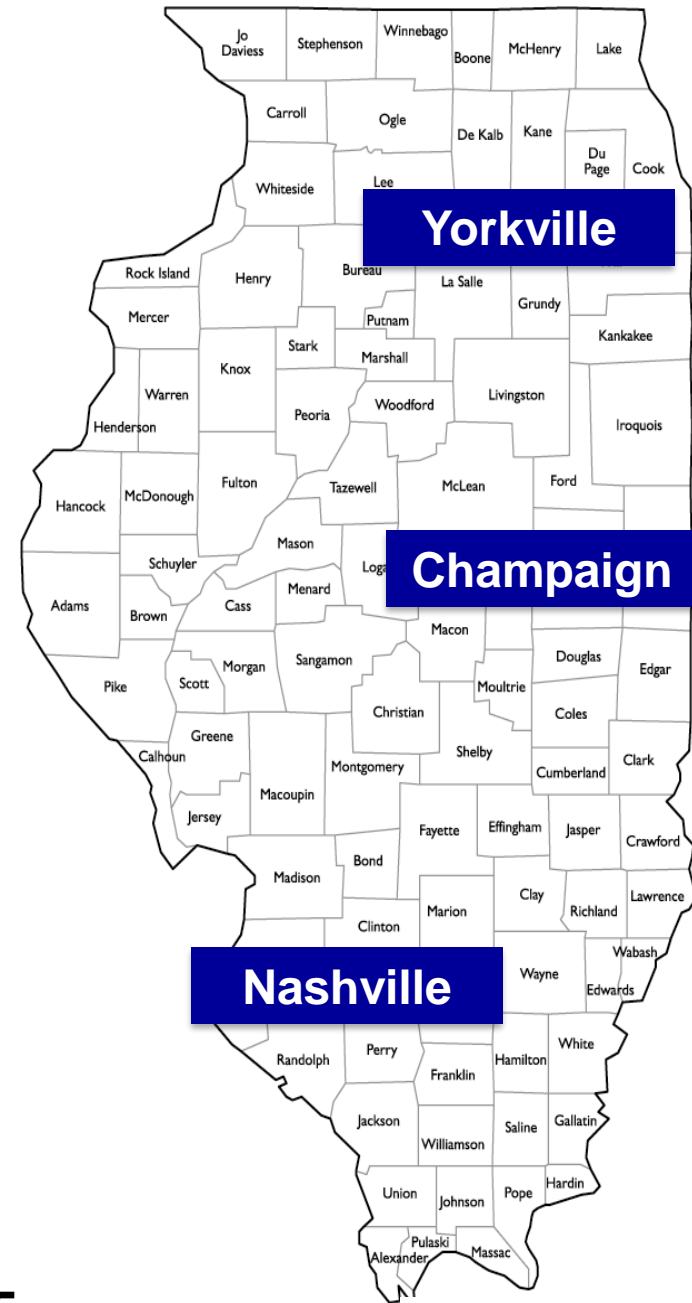 Jo
Daviess
Stephenson
Winnebago
Boone
McHenry
Lake
Carroll
Ogle
De Kalb
Kane
Du
Page
Cook
Whiteside
Lee
Yorkville
Rock Island
Henry
Bureau
La Salle
Grundy
Mercer
Putnam
Kankakee
Stark
Marshall
Knox
Warren
Henderson
Peoria
Woodford
Livingston
Iroquois
Hancock
McDonough
Fulton
Tazewell
McLean
Ford
Schuyler
Mason
Champaign
Adams
Brown
Cass
Menard
Macon
Pike
Scott
Morgan
Sangamon
Christian
Moultrie
Douglas
Edgar
Coles
Calhoun
Greene
Macoupin
Montgomery
Shelby
Cumberland
Clark
Jersey
Fayette
Effingham
Jasper
Crawford
Madison
Bond
Clinton
Marion
Clay
Richland
Lawrence
Nashville
Wayne
Wabash
Edwards
Randolph
Perry
Franklin
Hamilton
White
Jackson
Williamson
Saline
Gallatin
Union
Johnson
Pope
Hardin
Alexander
Pulaski
Massac